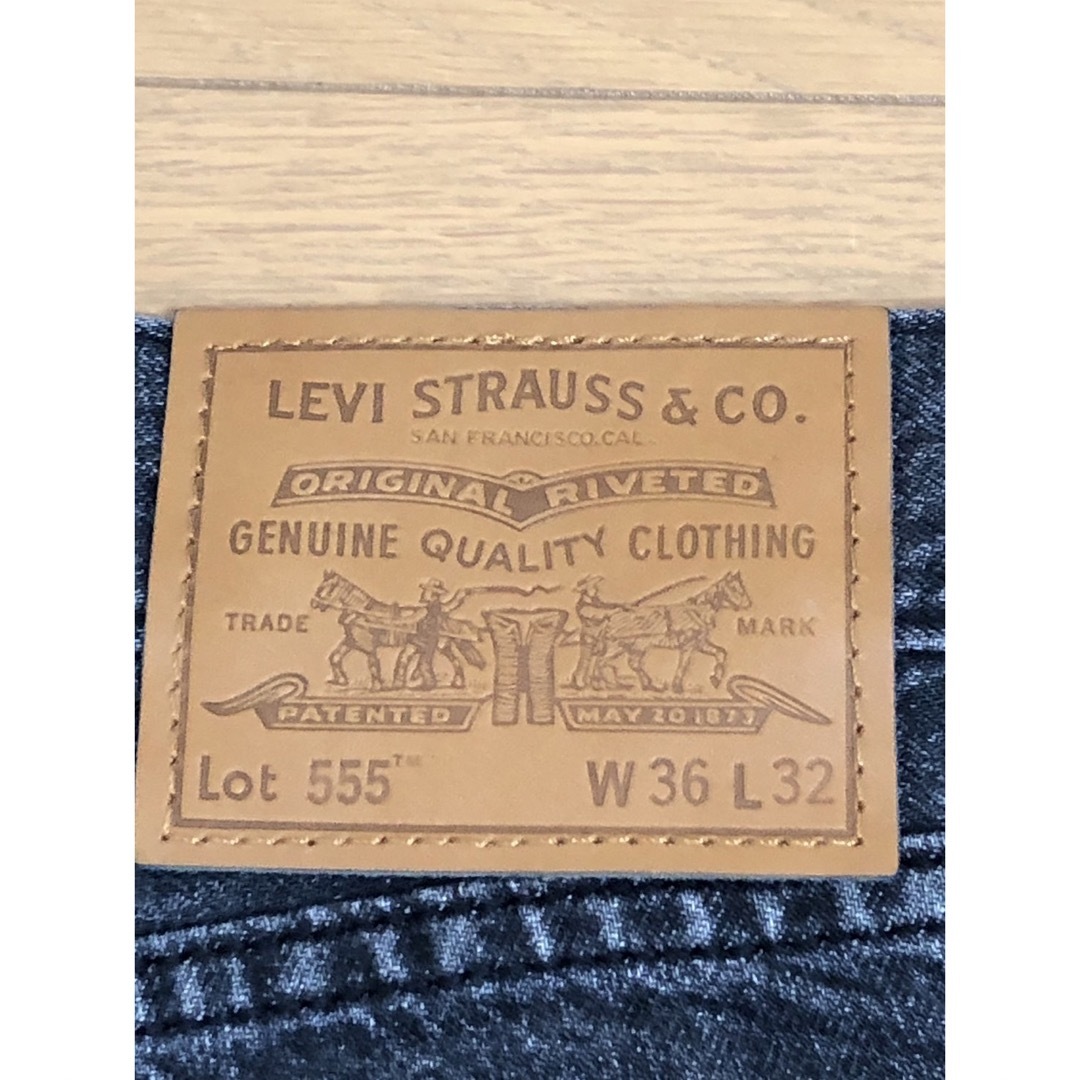 LEVI STRAUSS & CO.
SAN FRANCISCO, CAL.
ORIGINAL RIVETED
GENUINE QUALITY CLOTHING
TRADE MARK
PATENTED MAY 20 1873
Lot 555™ W 36 L 32